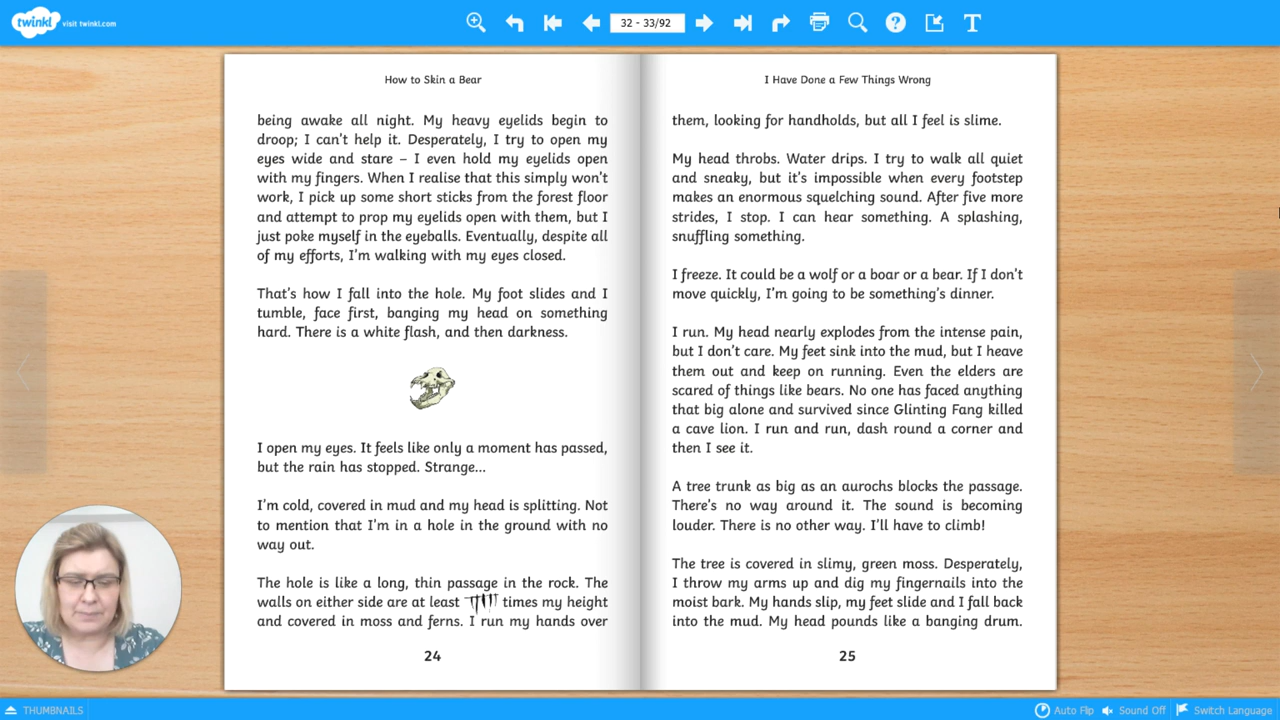 twinkl visit twinkl.com
32 - 33/92
How to Skin a Bear
being awake all night. My heavy eyelids begin to
droop; I can't help it. Desperately, I try to open my
eyes wide and stare – I even hold my eyelids open
with my fingers. When I realise that this simply won't
work, I pick up some short sticks from the forest floor
and attempt to prop my eyelids open with them, but I
just poke myself in the eyeballs. Eventually, despite all
of my efforts, I'm walking with my eyes closed.
That's how I fall into the hole. My foot slides and I
tumble, face first, banging my head on something
hard. There is a white flash, and then darkness.
I open my eyes. It feels like only a moment has passed,
but the rain has stopped. Strange...
I'm cold, covered in mud and my head is splitting. Not
to mention that I'm in a hole in the ground with no
way out.
The hole is like a long, thin passage in the rock. The
walls on either side are at least times my height
and covered in moss and ferns. I run my hands over
24
I Have Done a Few Things Wrong
them, looking for handholds, but all I feel is slime.
My head throbs. Water drips. I try to walk all quiet
and sneaky, but it's impossible when every footstep
makes an enormous squelching sound. After five more
strides, I stop. I can hear something. A splashing,
snuffling something.
I freeze. It could be a wolf or a boar or a bear. If I don't
move quickly, I'm going to be something's dinner.
I run. My head nearly explodes from the intense pain,
but I don't care. My feet sink into the mud, but I heave
them out and keep on running. Even the elders are
scared of things like bears. No one has faced anything
that big alone and survived since Glinting Fang killed
a cave lion. I run and run, dash round a corner and
then I see it.
A tree trunk as big as an aurochs blocks the passage.
There's no way around it. The sound is becoming
louder. There is no other way. I'll have to climb!
The tree is covered in slimy, green moss. Desperately,
I throw my arms up and dig my fingernails into the
moist bark. My hands slip, my feet slide and I fall back
into the mud. My head pounds like a banging drum.
25
THUMBNAILS
Auto Flip
Sound Off
Switch Language